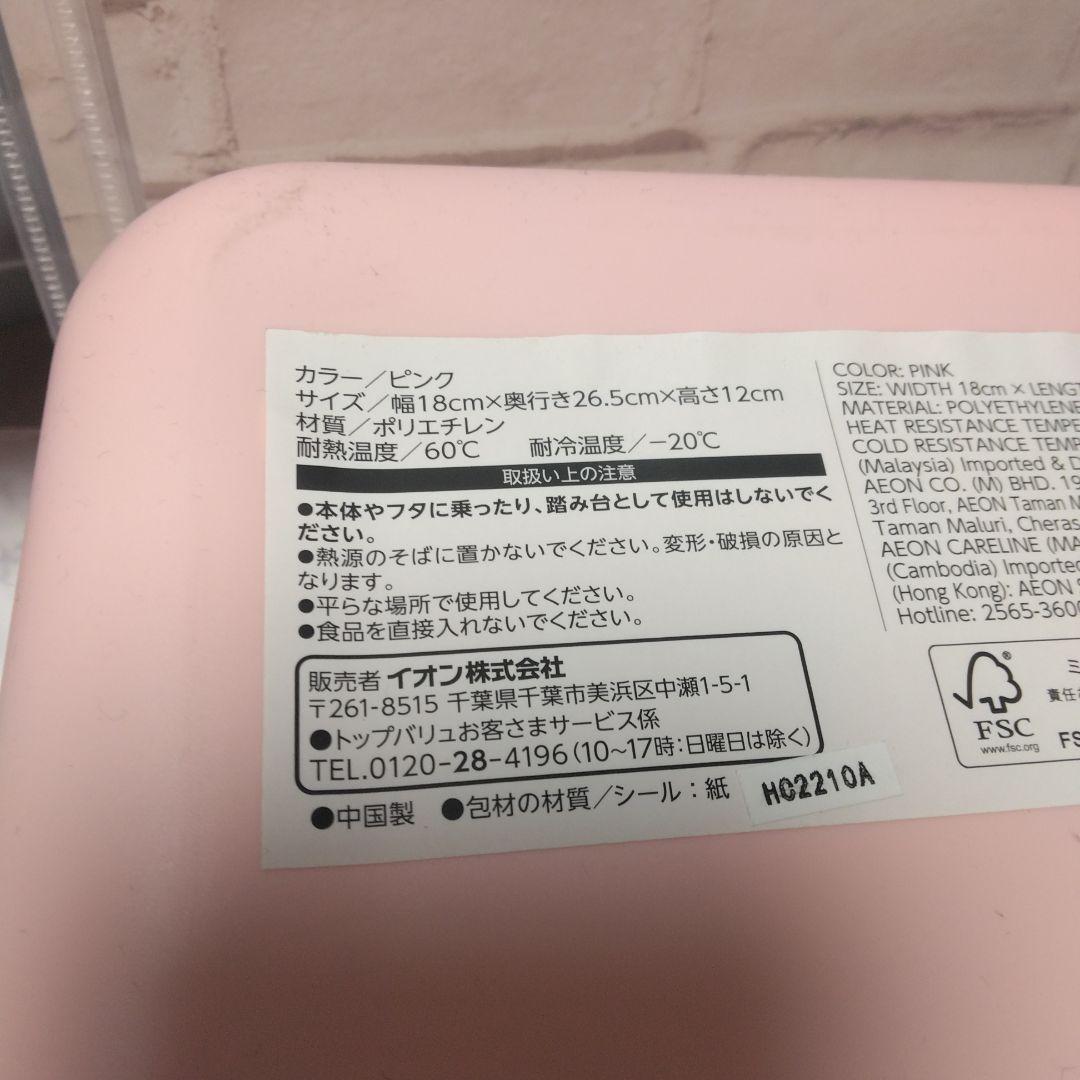 カラー／ピンク
サイズ／幅18cm×奥行き26.5cm×高さ12cm
材質／ポリエチレン
耐熱温度／60℃　耐冷温度／−20℃
取扱い上の注意
●本体やフタに乗ったり、踏み台として使用はしないでく
ださい。
●熱源のそばに置かないでください。変形・破損の原因と
なります。
●平らな場所で使用してください。
●食品を直接入れないでください。
販売者 イオン株式会社
〒261-8515 千葉県千葉市美浜区中瀬1-5-1
●トップバリュお客さまサービス係
TEL.0120-28-4196（10〜17時：日曜日は除く）
●中国製　●包材の材質／シール：紙
HC2210A
COLOR: PINK
SIZE: WIDTH 18cm ×
MATERIAL: POLYETHYLENE
HEAT RESISTANCE
COLD RESISTANCE
(Malaysia) Imported &
AEON CO. (M) BHD.
3rd Floor, AEON Taman
Taman Maluri, Cheras
AEON CARELINE
(Cambodia) Imported
(Hong Kong): AEON
Hotline: 2565-3600
FSC
www.fsc.org